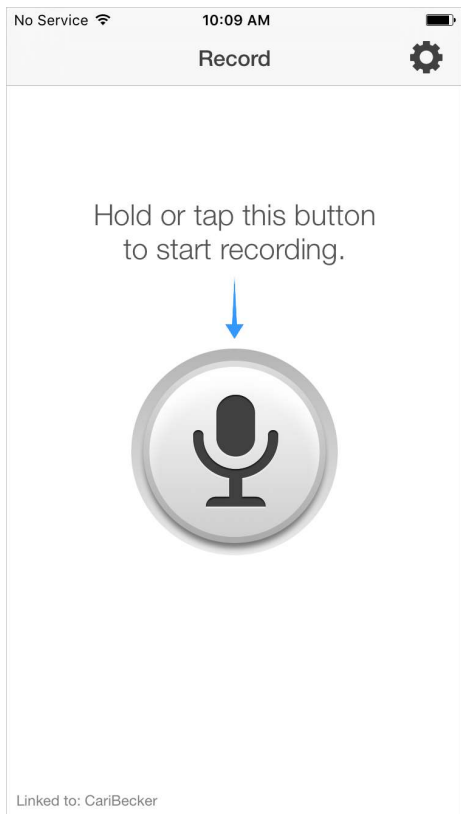 No Service 10:09 AM
Record
Hold or tap this button
to start recording.
Linked to: CariBecker